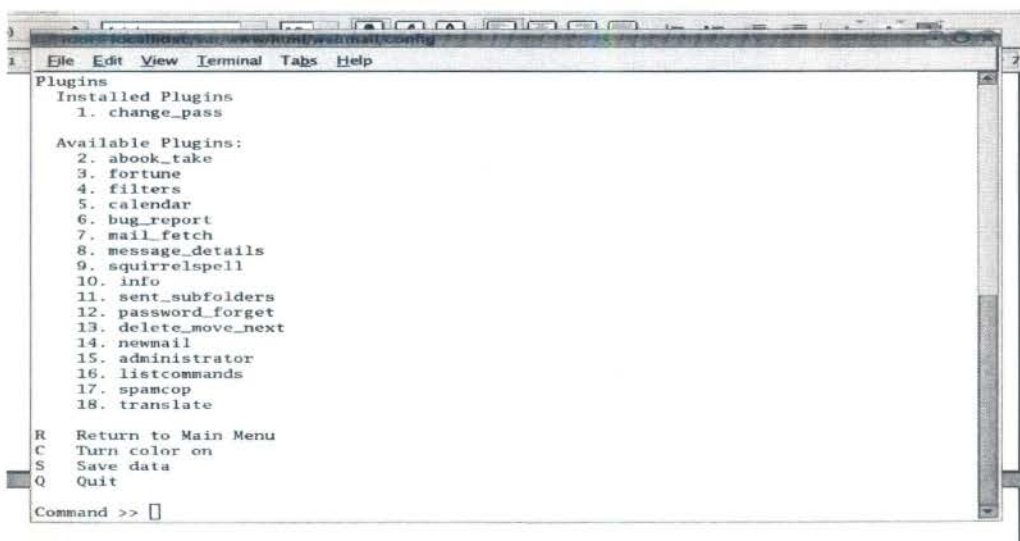 File Edit View Terminal Tabs Help
Plugins
  Installed Plugins
    1. change_pass

  Available Plugins:
    2. abook_take
    3. fortune
    4. filters
    5. calendar
    6. bug_report
    7. mail_fetch
    8. message_details
    9. squirrelspell
    10. info
    11. sent_subfolders
    12. password_forget
    13. delete_move_next
    14. newmail
    15. administrator
    16. listcommands
    17. spamcop
    18. translate

R   Return to Main Menu
C   Turn color on
S   Save data
Q   Quit

Command >>